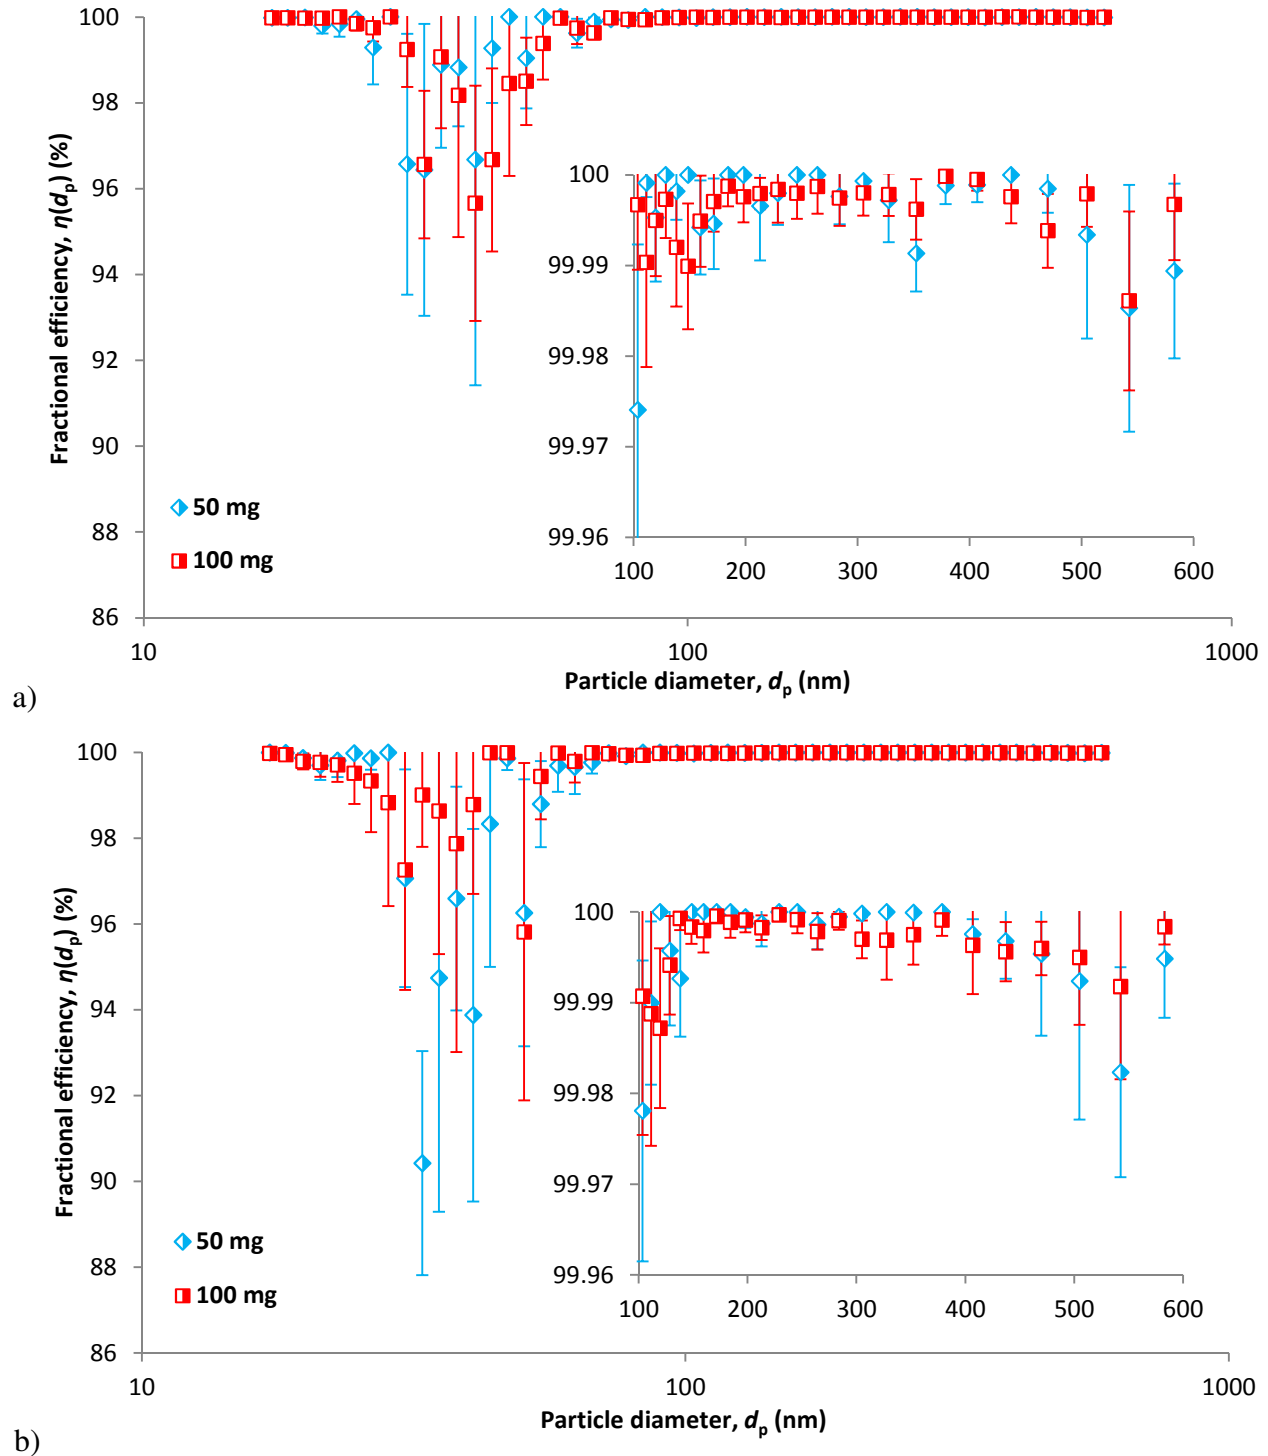 100
98
96
94
92
90
88
86
Fractional efficiency, η(dp) (%)
50 mg
100 mg
100
99.99
99.98
99.97
99.96
100 200 300 400 500 600
10 100 1000
Particle diameter, dp (nm)
a)
100
98
96
94
92
90
88
86
Fractional efficiency, η(dp) (%)
50 mg
100 mg
100
99.99
99.98
99.97
99.96
100 200 300 400 500 600
10 100 1000
Particle diameter, dp (nm)
b)